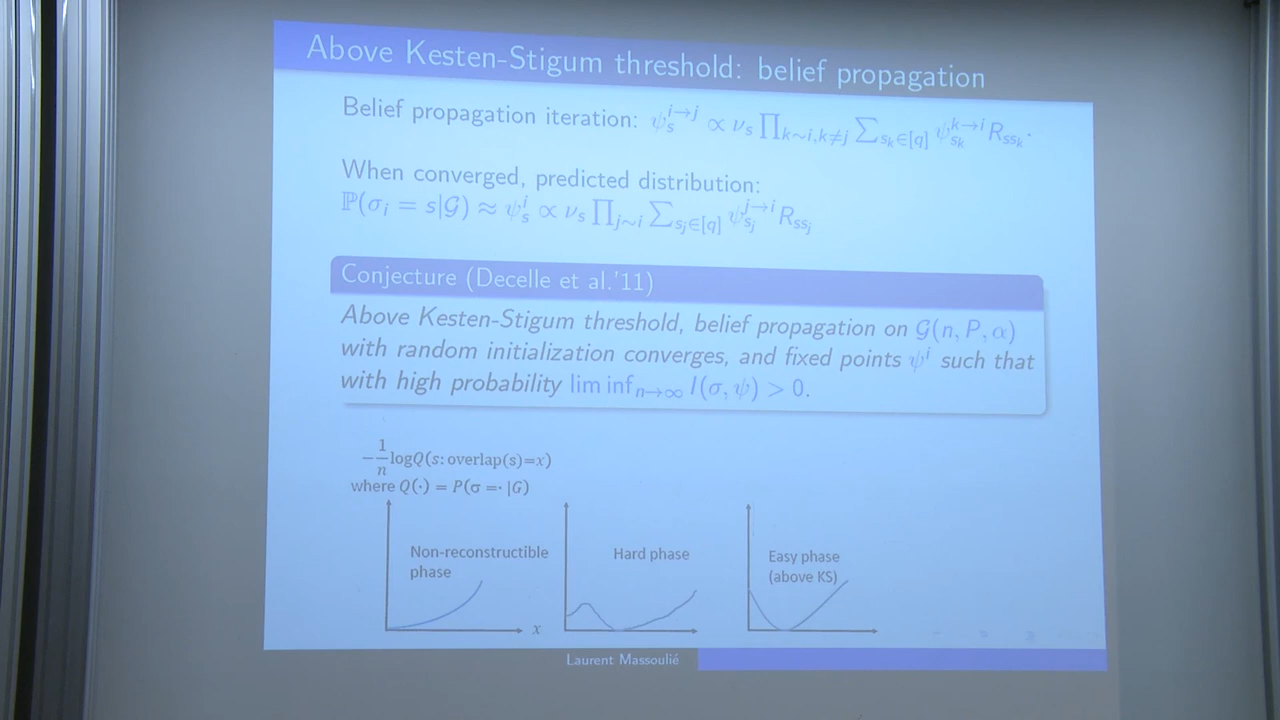 Above Kesten-Stigum threshold: belief propagation
Belief propagation iteration: ψ_s^{i→j} ∝ ν_s ∏_{k∼i,k≠j} ∑_{s_k∈[q]} ψ_{s_k}^{k→i} R_{ss_k}.
When converged, predicted distribution:
ℙ(σ_i = s|𝒢) ≈ ψ_s^i ∝ ν_s ∏_{j∼i} ∑_{s_j∈[q]} ψ_{s_j}^{j→i} R_{ss_j}
Conjecture (Decelle et al.'11)
Above Kesten-Stigum threshold, belief propagation on 𝒢(n, P, α)
with random initialization converges, and fixed points ψ^i such that
with high probability lim inf_{n→∞} I(σ, ψ) > 0.
−1/n logQ(s: overlap(s)=x)
where Q(·) = P(σ =· |G)
Non-reconstructible
phase
x
Hard phase
Easy phase
(above KS)
Laurent Massoulié